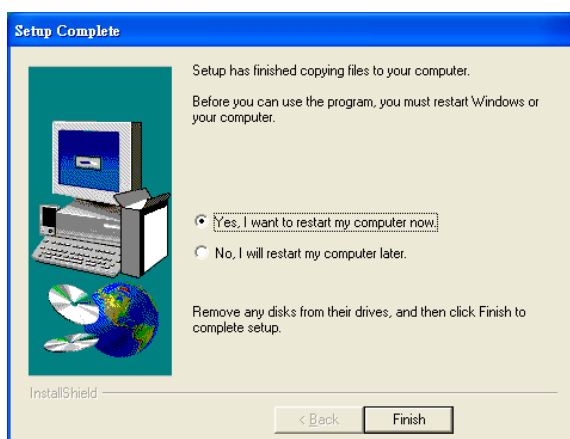 Setup Complete
Setup has finished copying files to your computer.
Before you can use the program, you must restart Windows or
your computer.
Yes, I want to restart my computer now.
No, I will restart my computer later.
Remove any disks from their drives, and then click Finish to
complete setup.
InstallShield
< Back
Finish